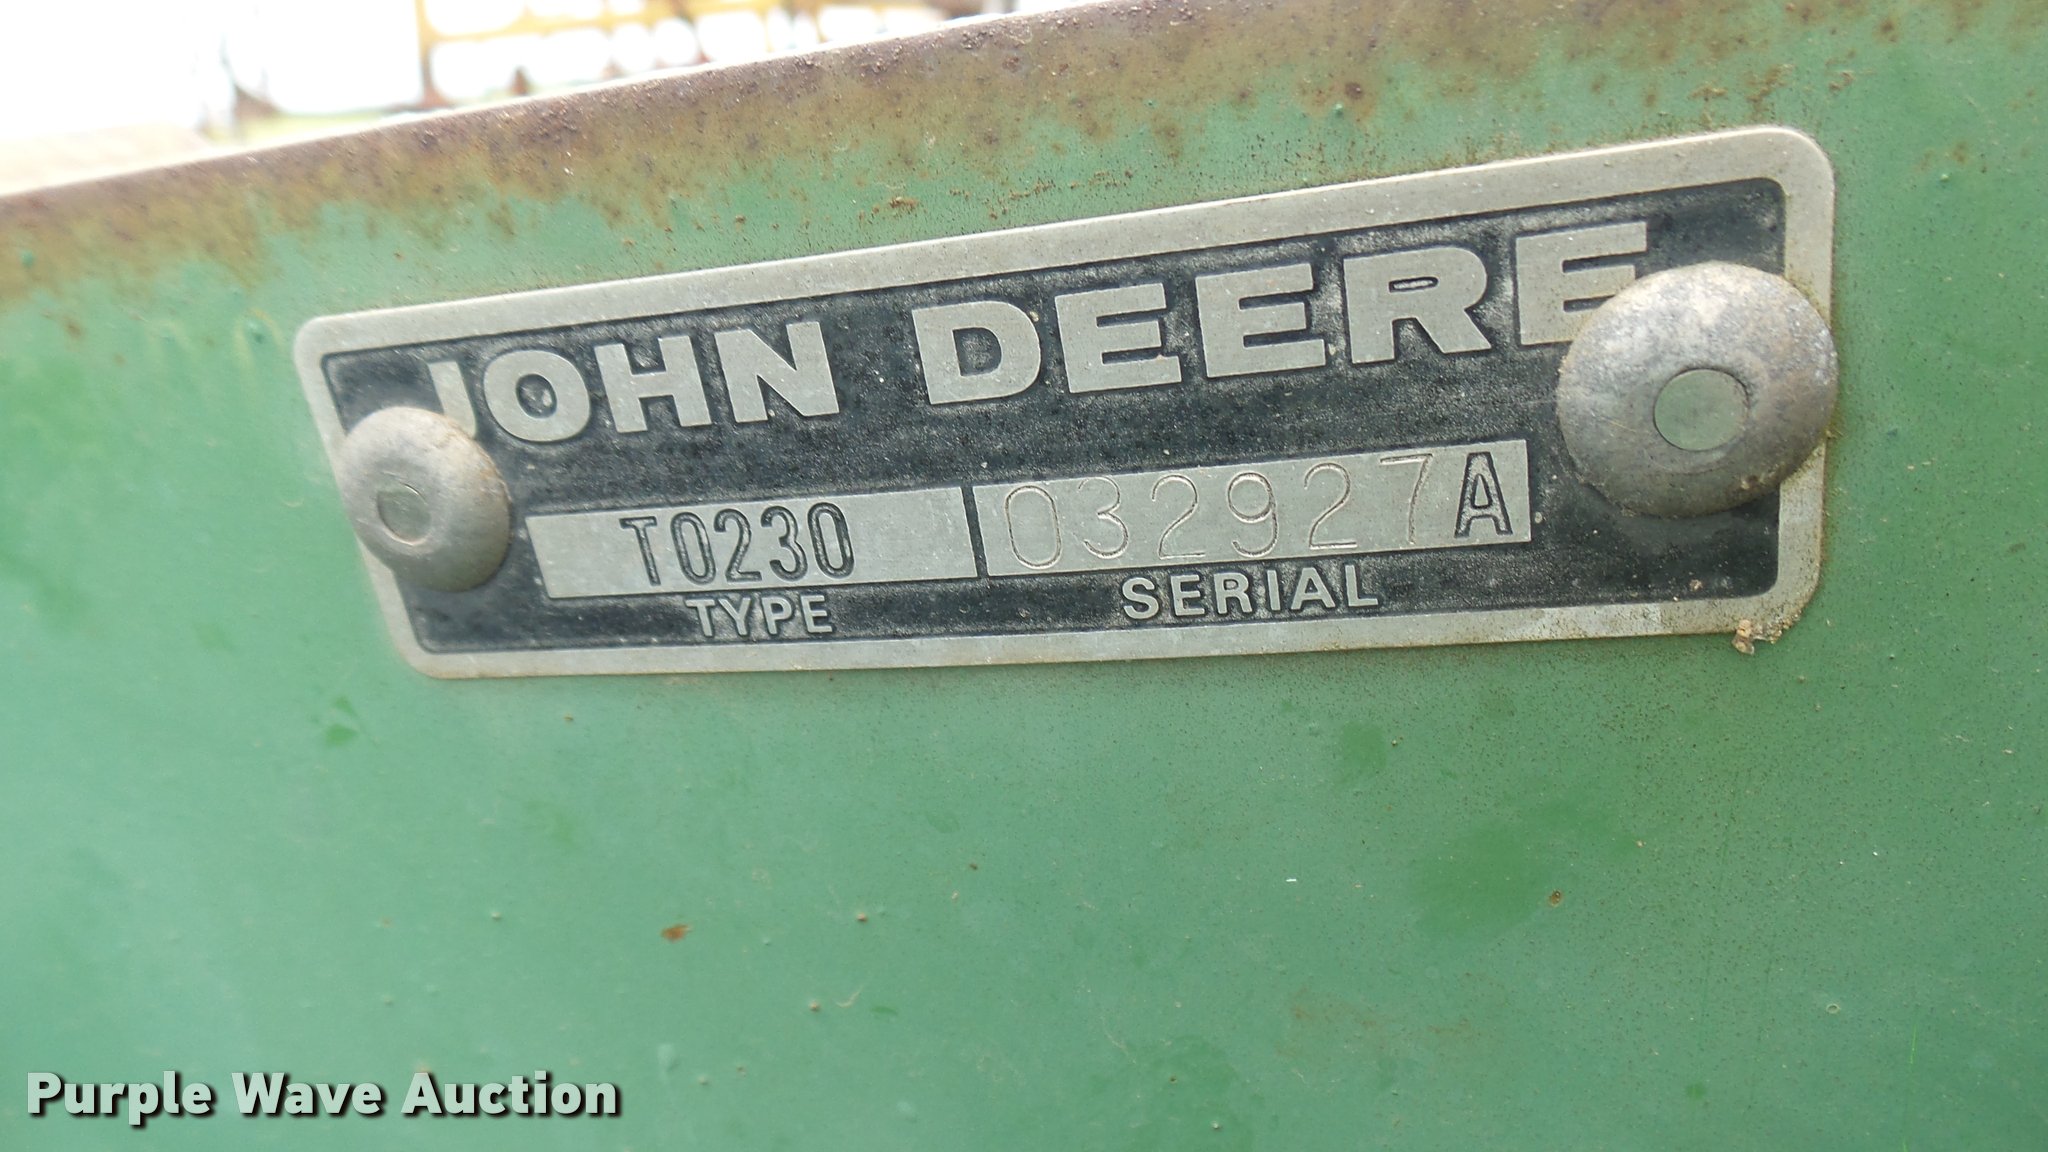 JOHN DEERE
T0230 032927A
TYPE SERIAL
Purple Wave Auction